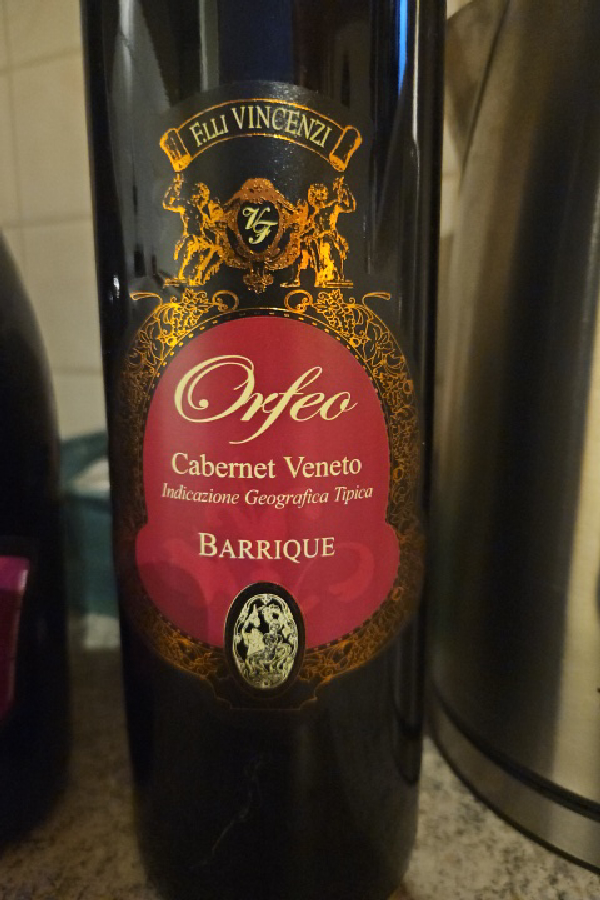 F.LLI VINCENZI
VF
Orfeo
Cabernet Veneto
Indicazione Geografica Tipica
BARRIQUE